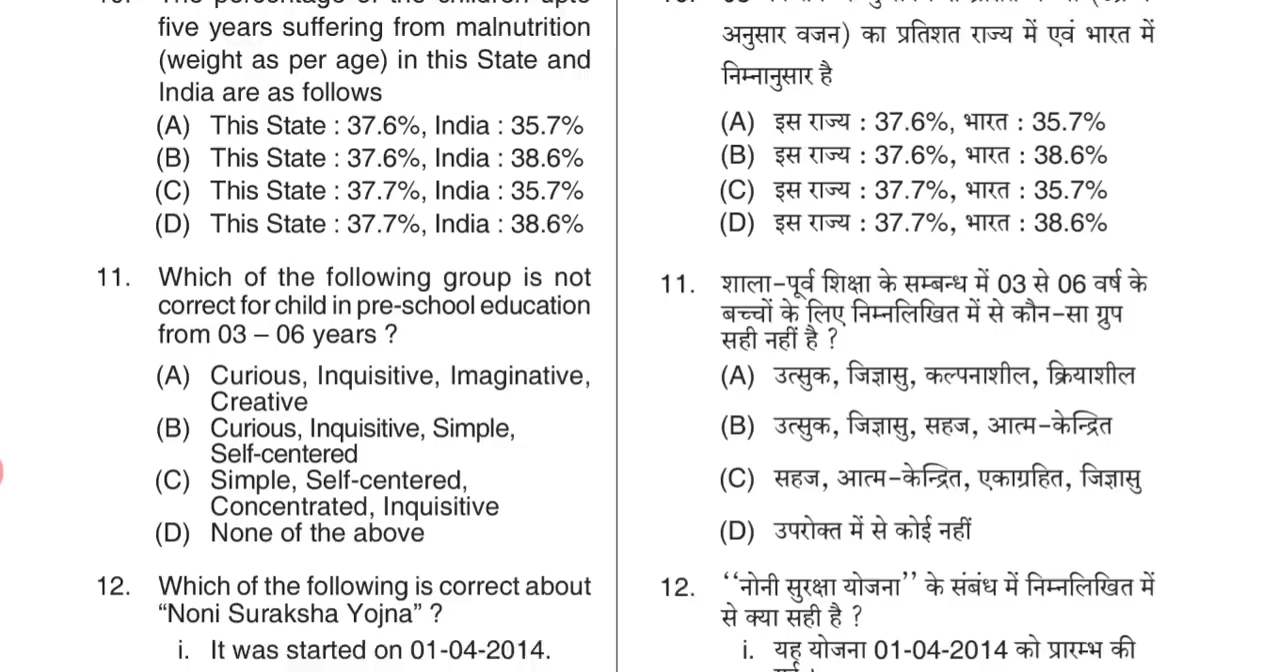 five years suffering from malnutrition
(weight as per age) in this State and
India are as follows
(A) This State : 37.6%, India : 35.7%
(B) This State : 37.6%, India : 38.6%
(C) This State : 37.7%, India : 35.7%
(D) This State : 37.7%, India : 38.6%
11. Which of the following group is not
correct for child in pre-school education
from 03 – 06 years ?
(A) Curious, Inquisitive, Imaginative,
Creative
(B) Curious, Inquisitive, Simple,
Self-centered
(C) Simple, Self-centered,
Concentrated, Inquisitive
(D) None of the above
12. Which of the following is correct about
“Noni Suraksha Yojna” ?
i. It was started on 01-04-2014.
अनुसार वजन) का प्रतिशत राज्य में एवं भारत में
निम्नानुसार है
(A) इस राज्य : 37.6%, भारत : 35.7%
(B) इस राज्य : 37.6%, भारत : 38.6%
(C) इस राज्य : 37.7%, भारत : 35.7%
(D) इस राज्य : 37.7%, भारत : 38.6%
11. शाला-पूर्व शिक्षा के सम्बन्ध में 03 से 06 वर्ष के
बच्चों के लिए निम्नलिखित में से कौन-सा ग्रुप
सही नहीं है ?
(A) उत्सुक, जिज्ञासु, कल्पनाशील, क्रियाशील
(B) उत्सुक, जिज्ञासु, सहज, आत्म-केन्द्रित
(C) सहज, आत्म-केन्द्रित, एकाग्रहित, जिज्ञासु
(D) उपरोक्त में से कोई नहीं
12. ‘‘नोनी सुरक्षा योजना’’ के संबंध में निम्नलिखित में
से क्या सही है ?
i. यह योजना 01-04-2014 को प्रारम्भ की